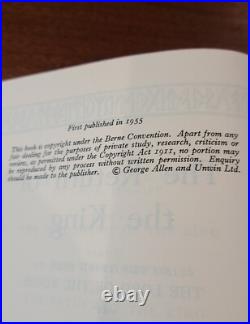 First published in 1955
This book is copyright under the Berne Convention. Apart from any
fair dealing for the purposes of private study, research, criticism or
review, as permitted under the Copyright Act 1911, no portion may
be reproduced by any process without written permission. Enquiry
should be made to the publisher. © George Allen and Unwin Ltd.
the King